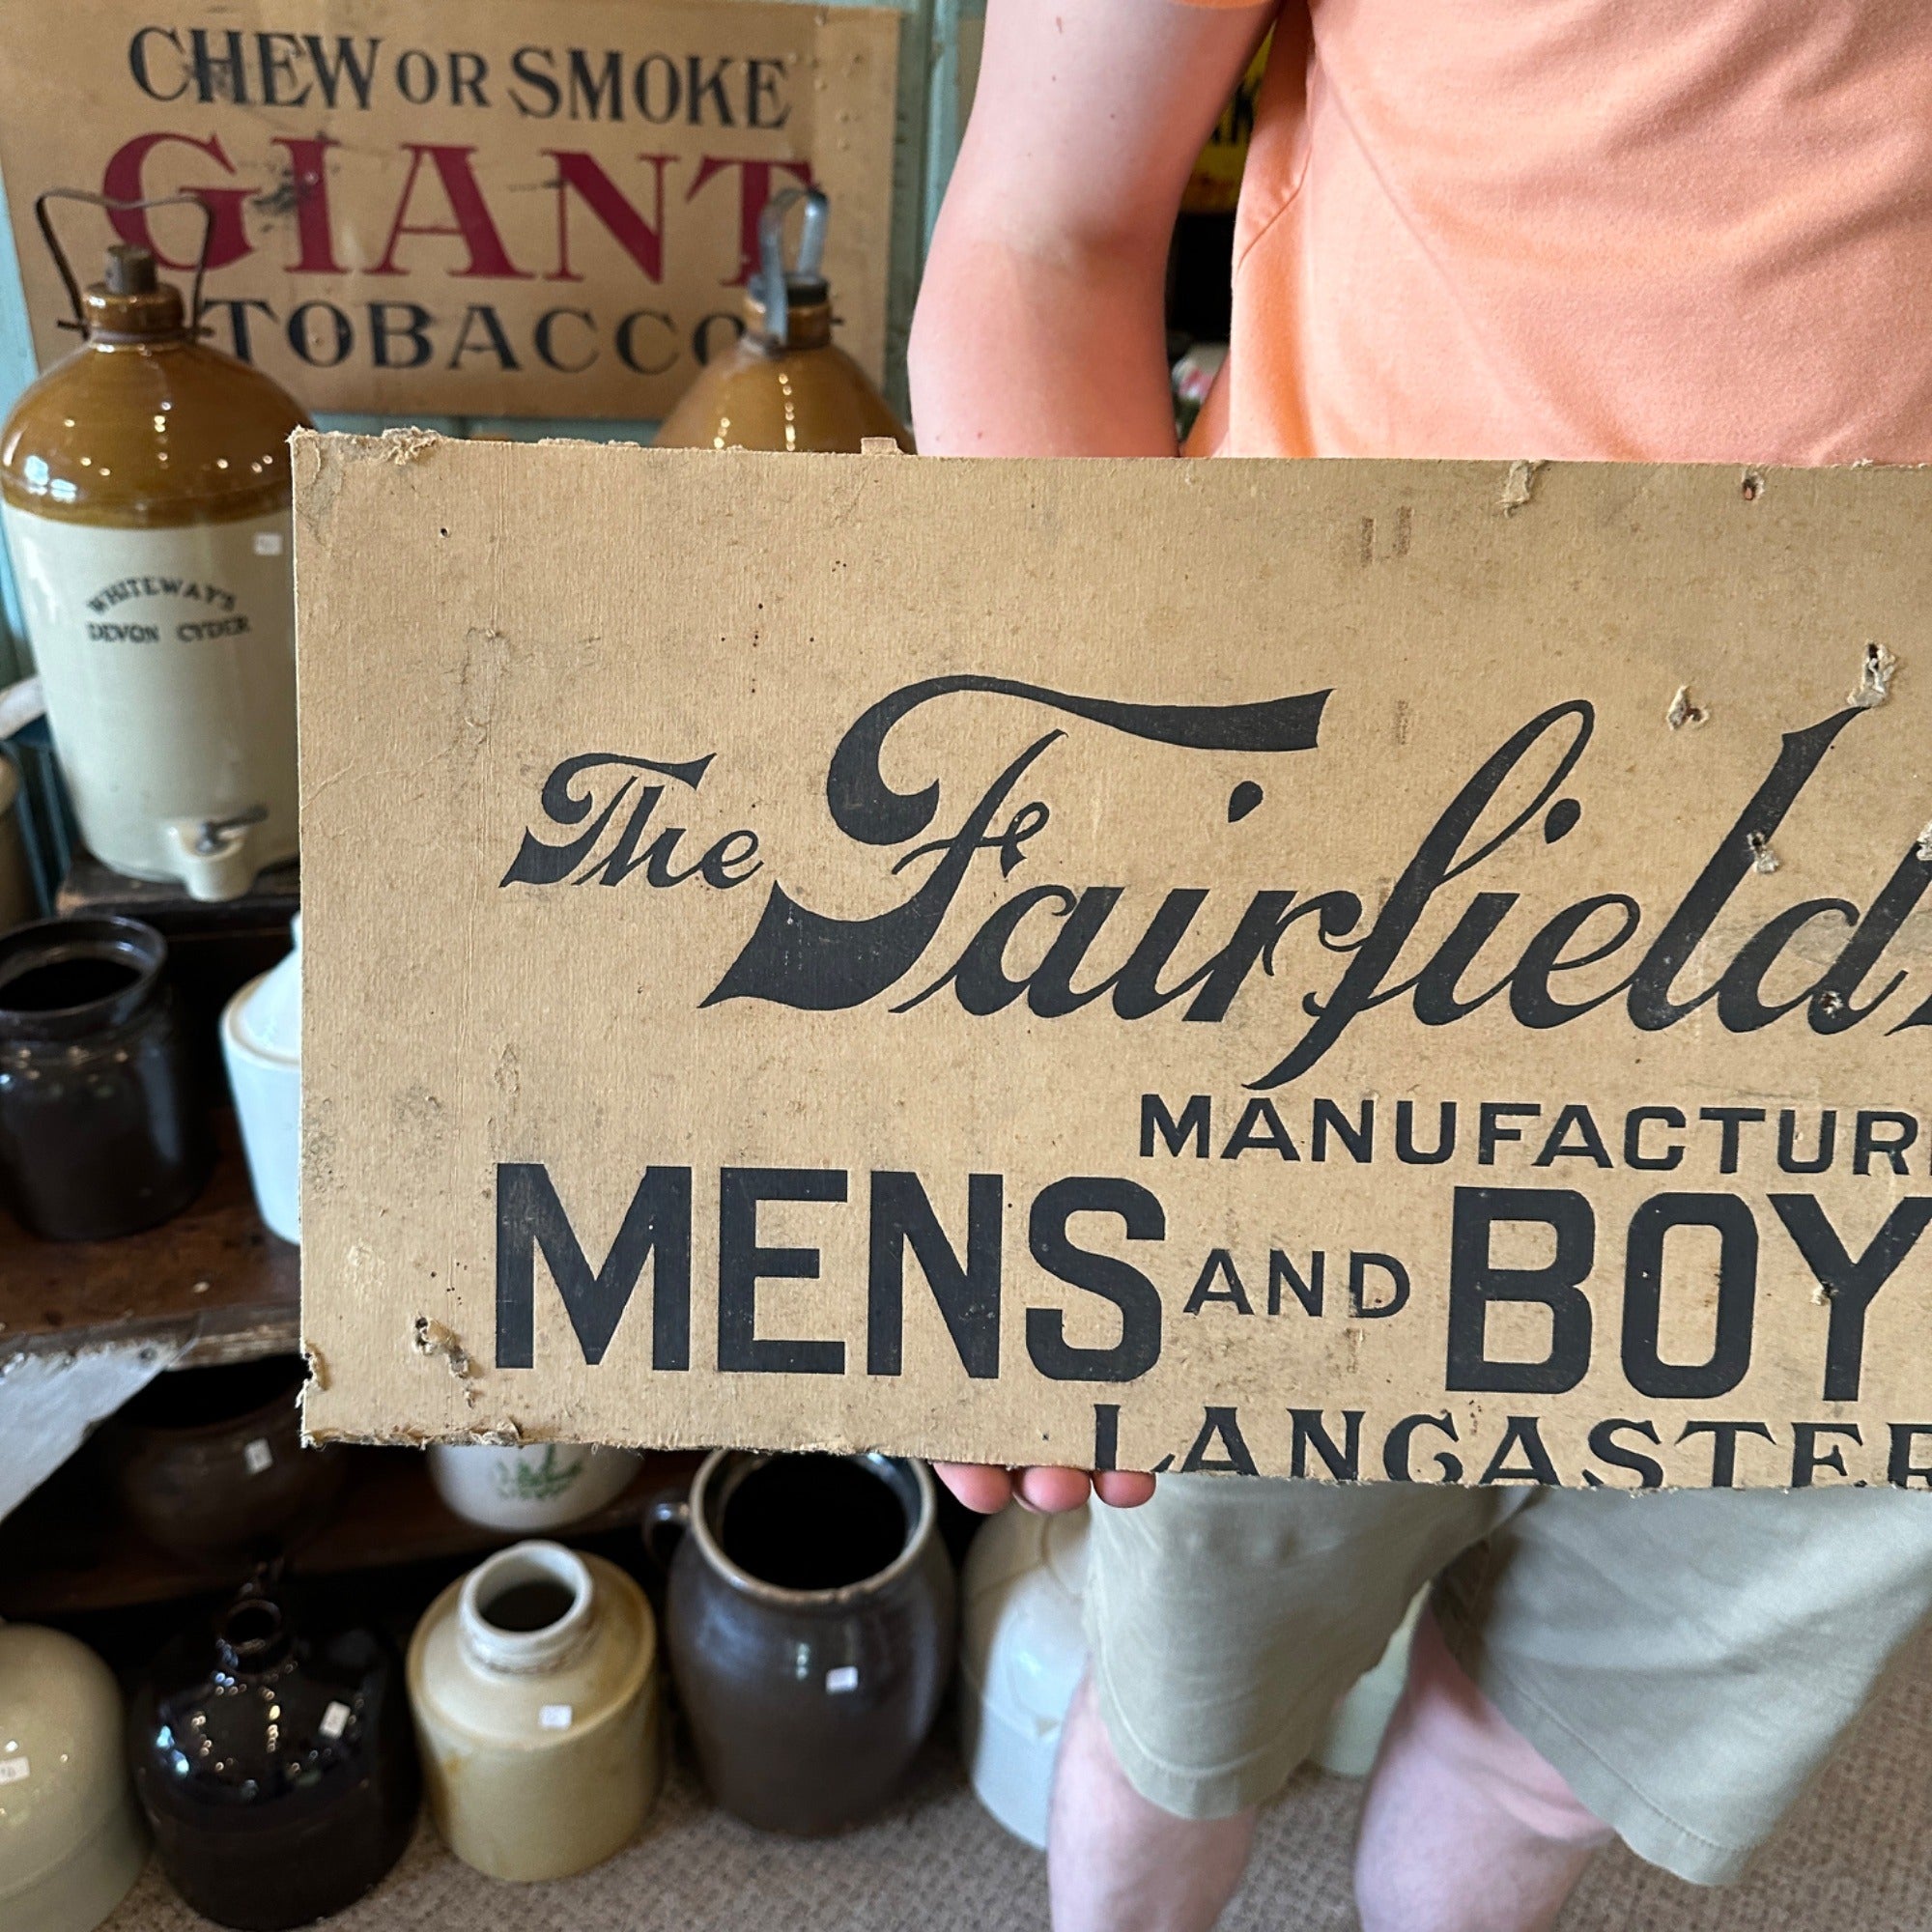 CHEW OR SMOKE
GIANT
TOBACCO
WHITEWAY'S
DEVON CYDER
The Fairfield
MANUFACTUR
MENS AND BOY
LANCASTER